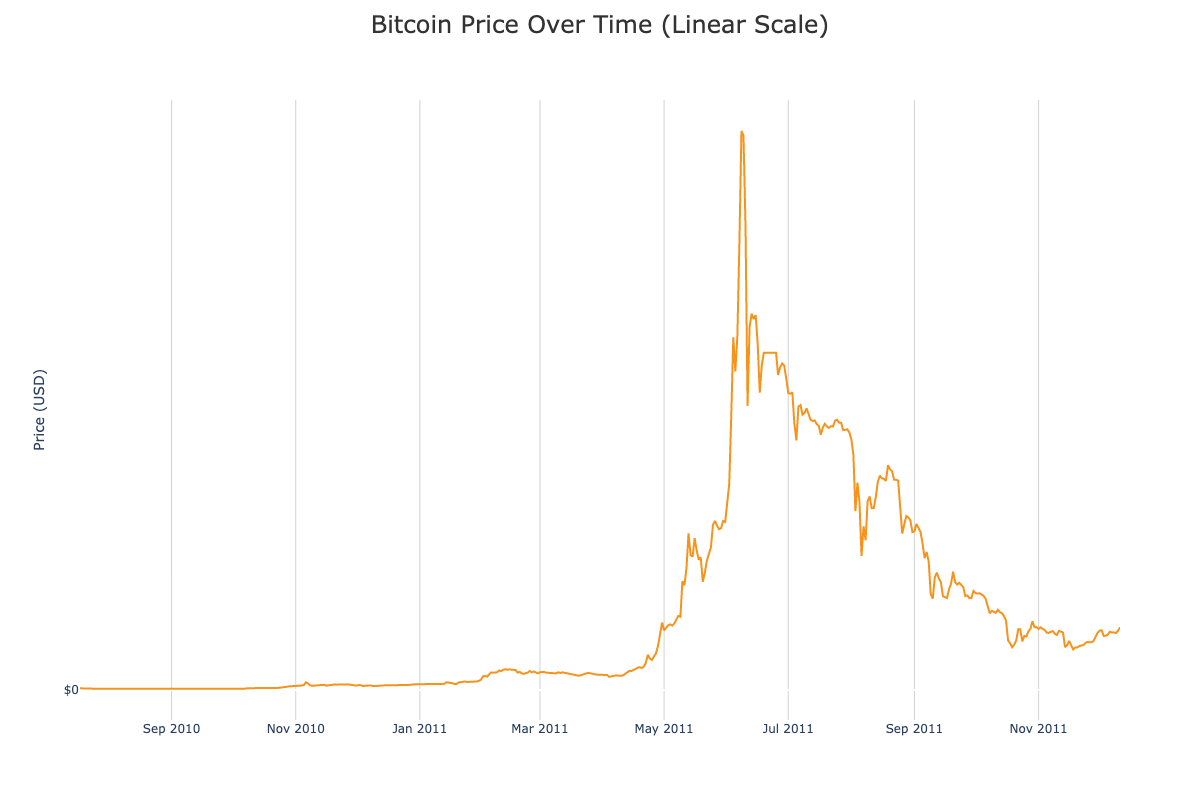 Bitcoin Price Over Time (Linear Scale)
Price (USD)
$0
Sep 2010
Nov 2010
Jan 2011
Mar 2011
May 2011
Jul 2011
Sep 2011
Nov 2011